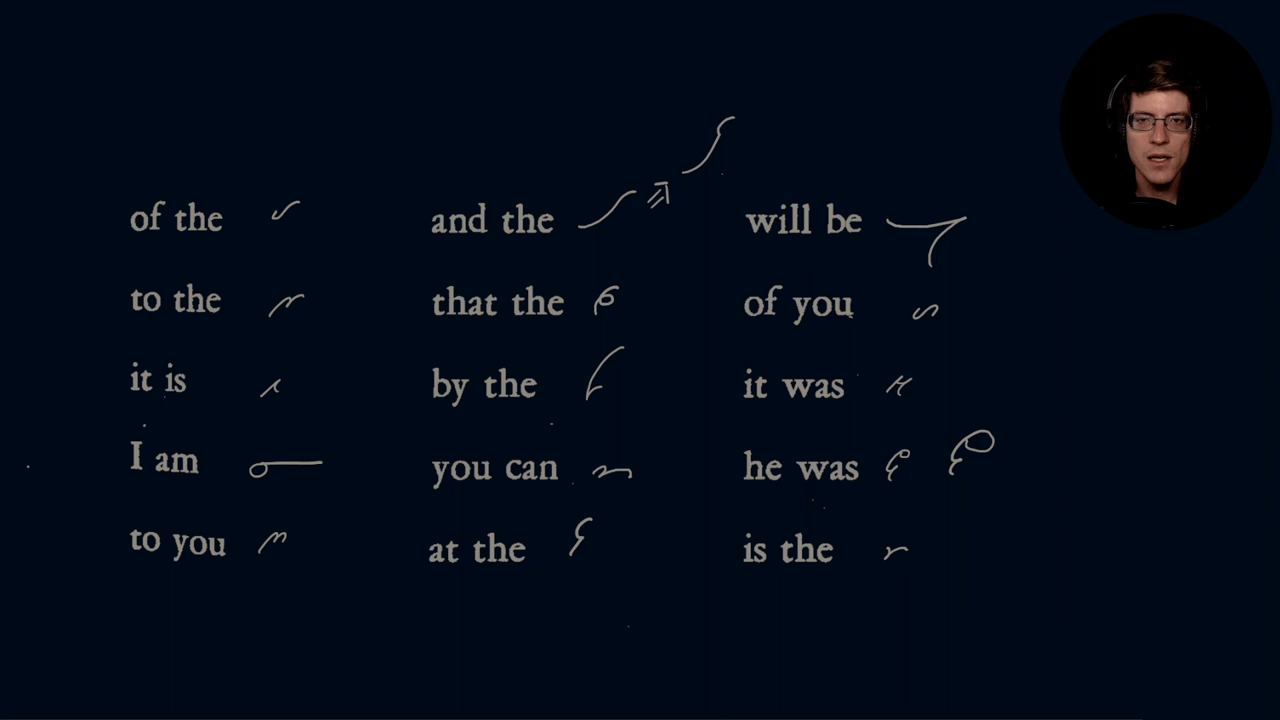 of the
to the
it is
I am
to you
and the
that the
by the
you can
at the
will be
of you
it was
he was
is the